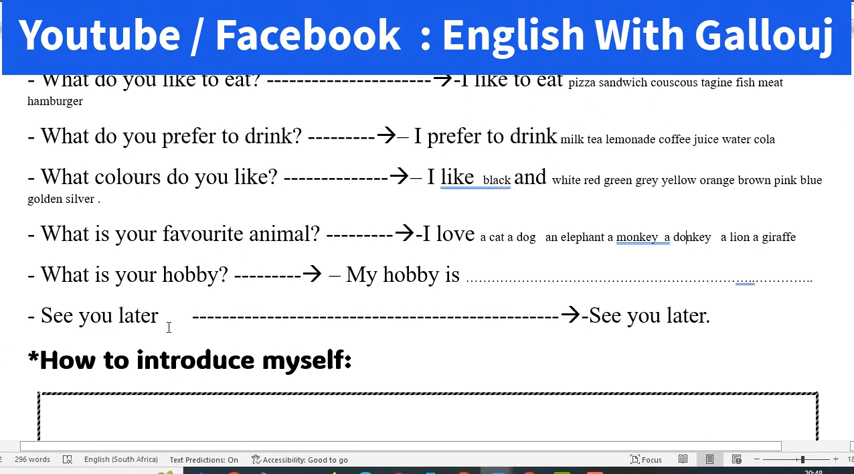 Youtube / Facebook : English With Gallouj
- What do you like to eat? ----------------------→-I like to eat pizza sandwich couscous tagine fish meat
hamburger
- What do you prefer to drink? ---------→– I prefer to drink milk tea lemonade coffee juice water cola
- What colours do you like? --------------→– I like black and white red green grey yellow orange brown pink blue
golden silver .
- What is your favourite animal? ---------→-I love a cat a dog an elephant a monkey a donkey a lion a giraffe
- What is your hobby? ---------→ – My hobby is ………………………………………………………..…………..
- See you later -------------------------------------------------→-See you later.
*How to introduce myself:
296 words English (South Africa) Text Predictions: On Accessibility: Good to go Focus